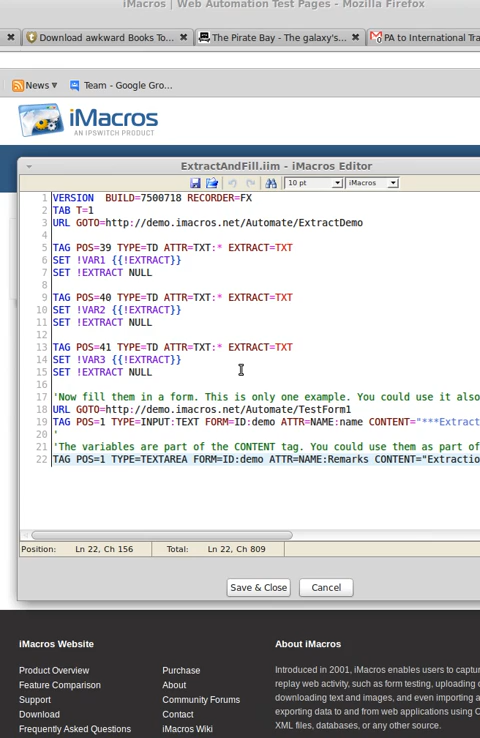 iMacros | Web Automation Test Pages - Mozilla Firefox
Download awkward Books To...
The Pirate Bay - The galaxy's...
PA to International Tra
News
Team - Google Gro...
iMacros
AN IPSWITCH PRODUCT
ExtractAndFill.iim - iMacros Editor
10 pt
iMacros
1 VERSION  BUILD=7500718 RECORDER=FX
2 TAB T=1
3 URL GOTO=http://demo.imacros.net/Automate/ExtractDemo
4
5 TAG POS=39 TYPE=TD ATTR=TXT:* EXTRACT=TXT
6 SET !VAR1 {{!EXTRACT}}
7 SET !EXTRACT NULL
8
9 TAG POS=40 TYPE=TD ATTR=TXT:* EXTRACT=TXT
10 SET !VAR2 {{!EXTRACT}}
11 SET !EXTRACT NULL
12
13 TAG POS=41 TYPE=TD ATTR=TXT:* EXTRACT=TXT
14 SET !VAR3 {{!EXTRACT}}
15 SET !EXTRACT NULL
16
17 'Now fill them in a form. This is only one example. You could use it also
18 URL GOTO=http://demo.imacros.net/Automate/TestForm1
19 TAG POS=1 TYPE=INPUT:TEXT FORM=ID:demo ATTR=NAME:name CONTENT="***Extract
20 '
21 'The variables are part of the CONTENT tag. You could use them as part of
22 TAG POS=1 TYPE=TEXTAREA FORM=ID:demo ATTR=NAME:Remarks CONTENT="Extractio
Position: Ln 22, Ch 156 Total: Ln 22, Ch 809
Save & Close
Cancel
iMacros Website
Product Overview
Feature Comparison
Support
Download
Frequently Asked Questions
Purchase
About
Community Forums
Contact
iMacros Wiki
About iMacros
Introduced in 2001, iMacros enables users to captur
replay web activity, such as form testing, uploading o
downloading text and images, and even importing a
exporting data to and from web applications using C
XML files, databases, or any other source.